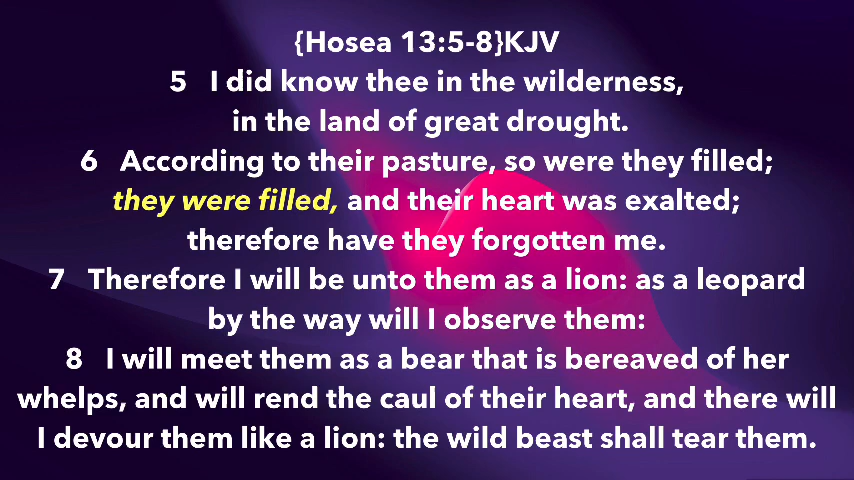 {Hosea 13:5-8}KJV
5 I did know thee in the wilderness,
in the land of great drought.
6 According to their pasture, so were they filled;
they were filled, and their heart was exalted;
therefore have they forgotten me.
7 Therefore I will be unto them as a lion: as a leopard
by the way will I observe them:
8 I will meet them as a bear that is bereaved of her
whelps, and will rend the caul of their heart, and there will
I devour them like a lion: the wild beast shall tear them.